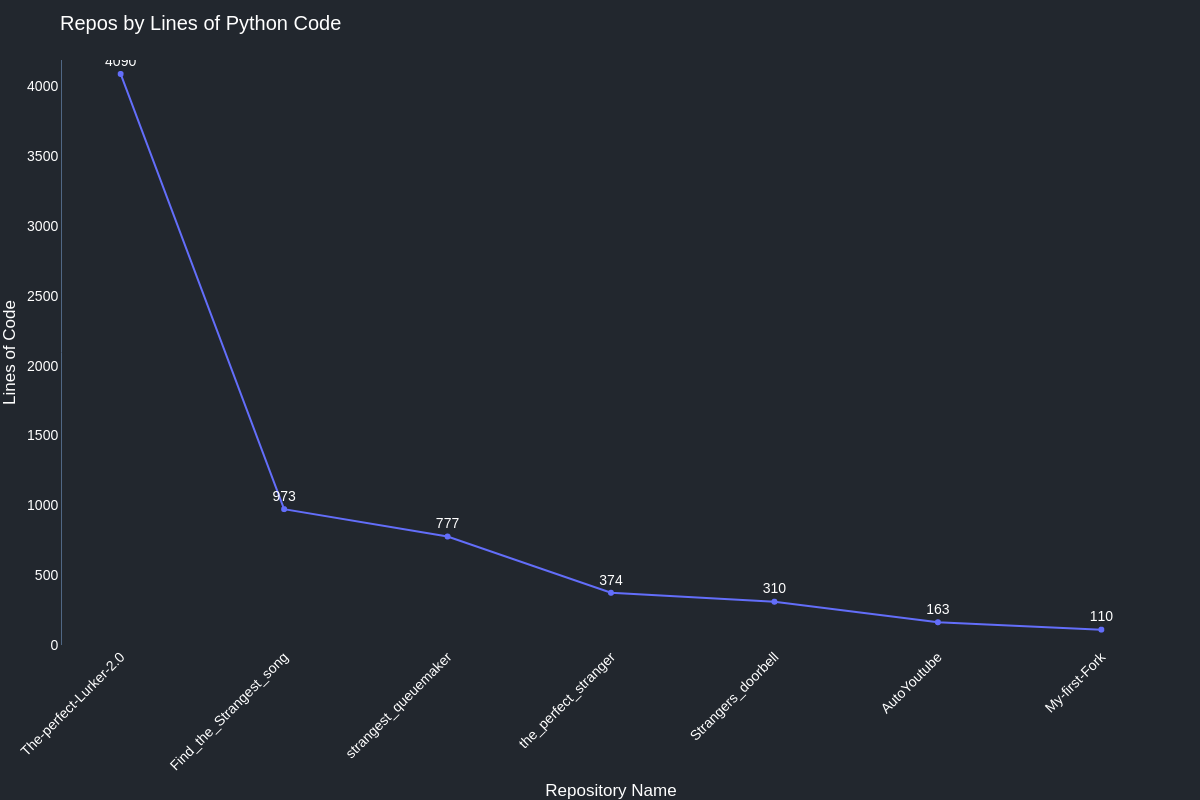 Repos by Lines of Python Code
4090
4000
3500
3000
2500
2000
1500
1000
500
0
Lines of Code
973
777
374
310
163
110
The-perfect-Lurker-2.0
Find_the_Strangest_song
strangest_queuemaker
the_perfect_stranger
Strangers_doorbell
AutoYoutube
My-first-Fork
Repository Name